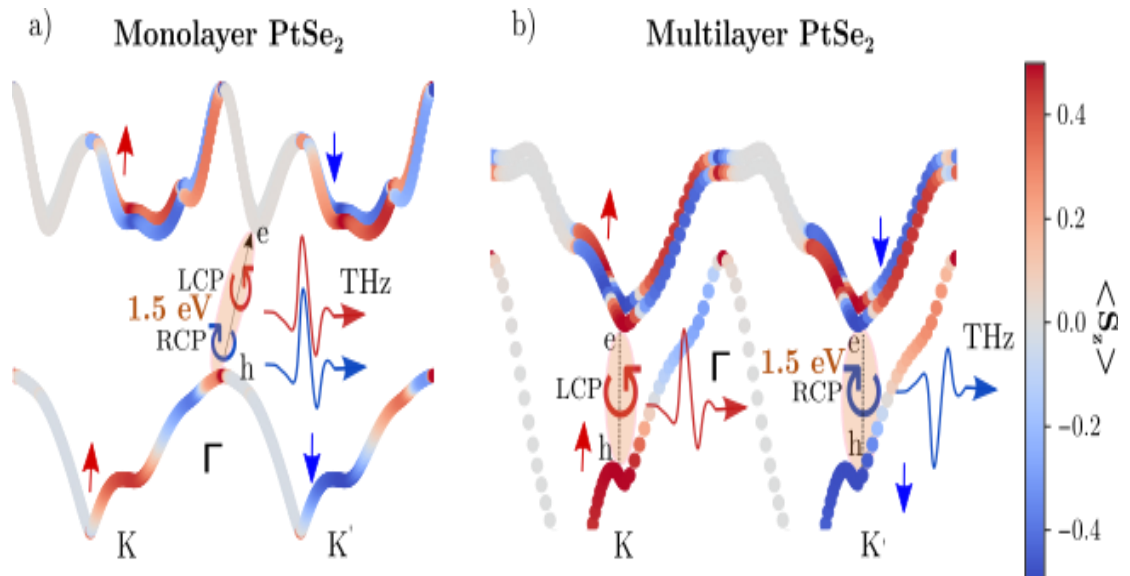 a)
Monolayer PtSe₂
e
LCP
1.5 eV
RCP
THz
h
Γ
K
K'
b)
Multilayer PtSe₂
e
LCP
h
Γ
K
e
1.5 eV
RCP
THz
h
K'
0.4
0.2
0.0
−0.2
−0.4
<S_z>